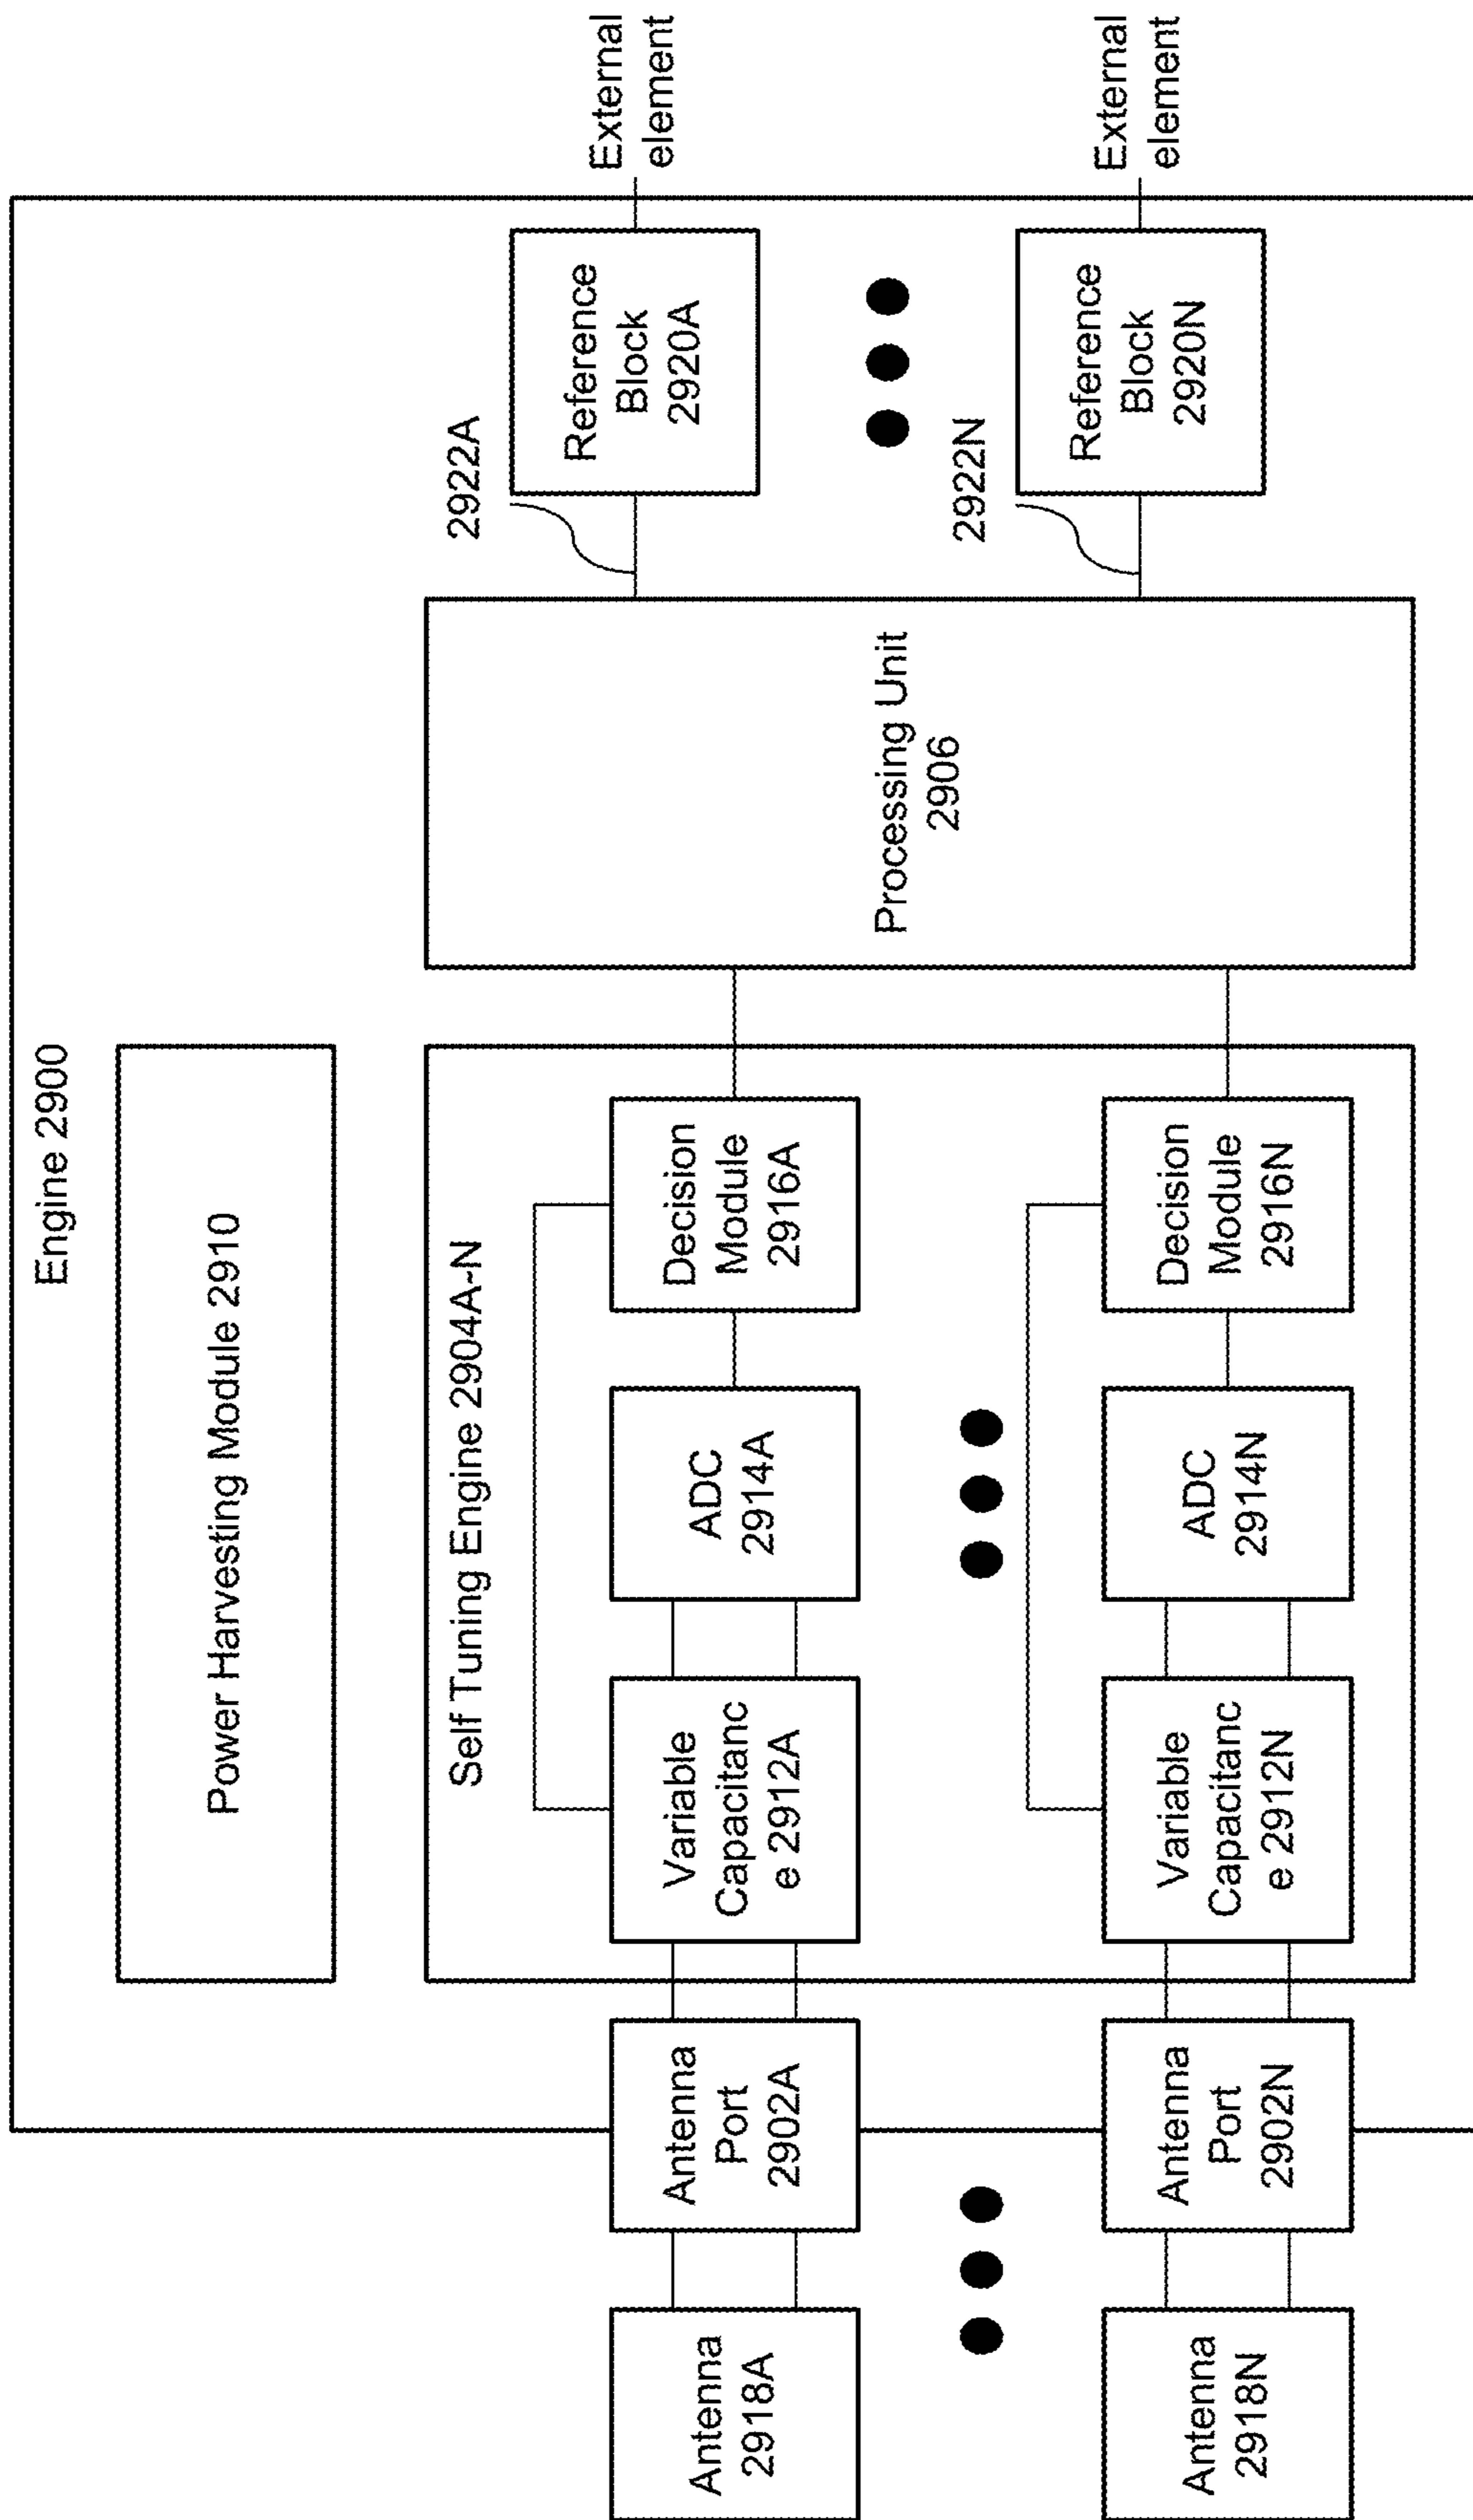 Engine 2900
Power Harvesting Module 2910
Self Tuning Engine 2904A-N
Antenna
2918A
Antenna
Port
2902A
Variable
Capacitanc
e 2912A
ADC
2914A
Decision
Module
2916A
Processing Unit
2906
2922A
Reference
Block
2920A
External
element
Antenna
2918N
Antenna
Port
2902N
Variable
Capacitanc
e 2912N
ADC
2914N
Decision
Module
2916N
2922N
Reference
Block
2920N
External
element